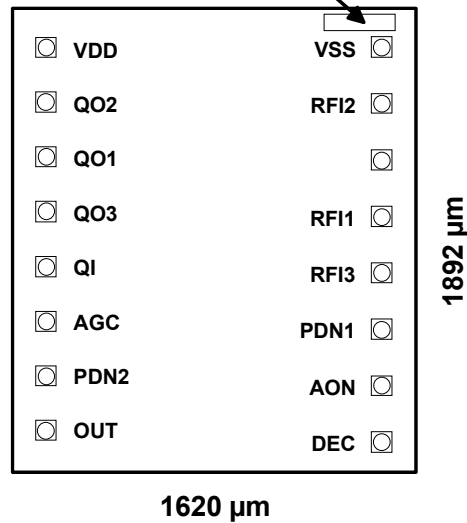 VDD VSS
QO2 RFI2
QO1
QO3 RFI1
QI RFI3
AGC PDN1
PDN2 AON
OUT DEC
1892 µm
1620 µm